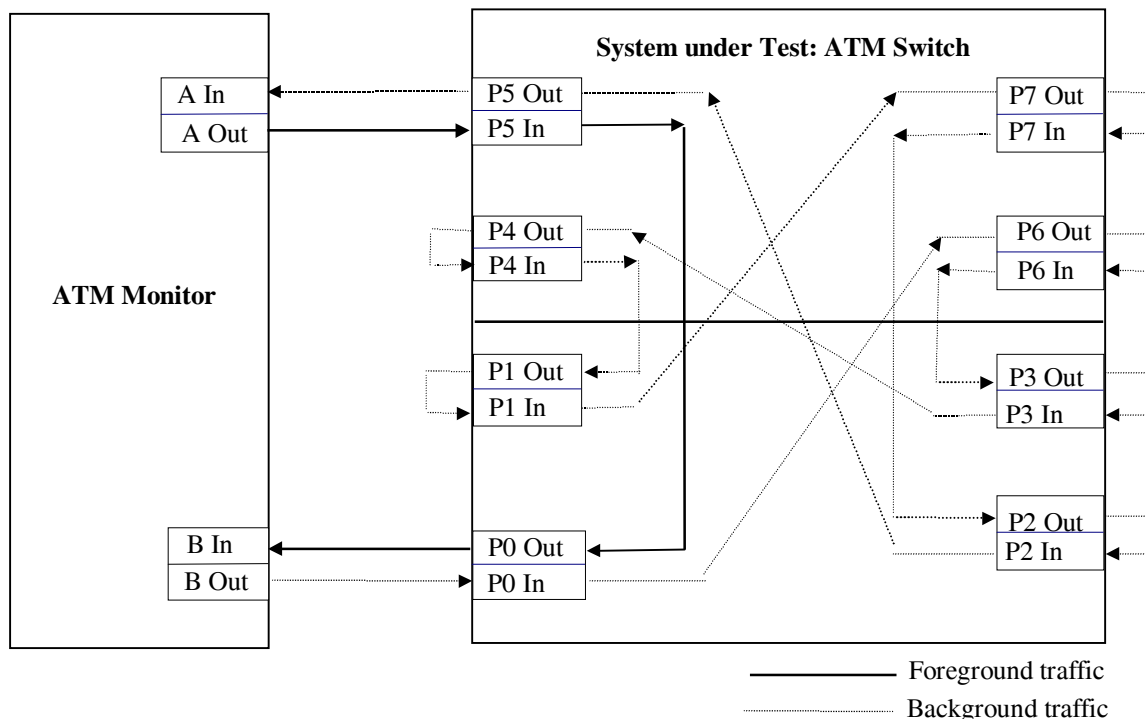 System under Test: ATM Switch
A In
A Out
P5 Out
P5 In
P7 Out
P7 In
P4 Out
P4 In
P6 Out
P6 In
ATM Monitor
P1 Out
P1 In
P3 Out
P3 In
B In
B Out
P0 Out
P0 In
P2 Out
P2 In
Foreground traffic
Background traffic